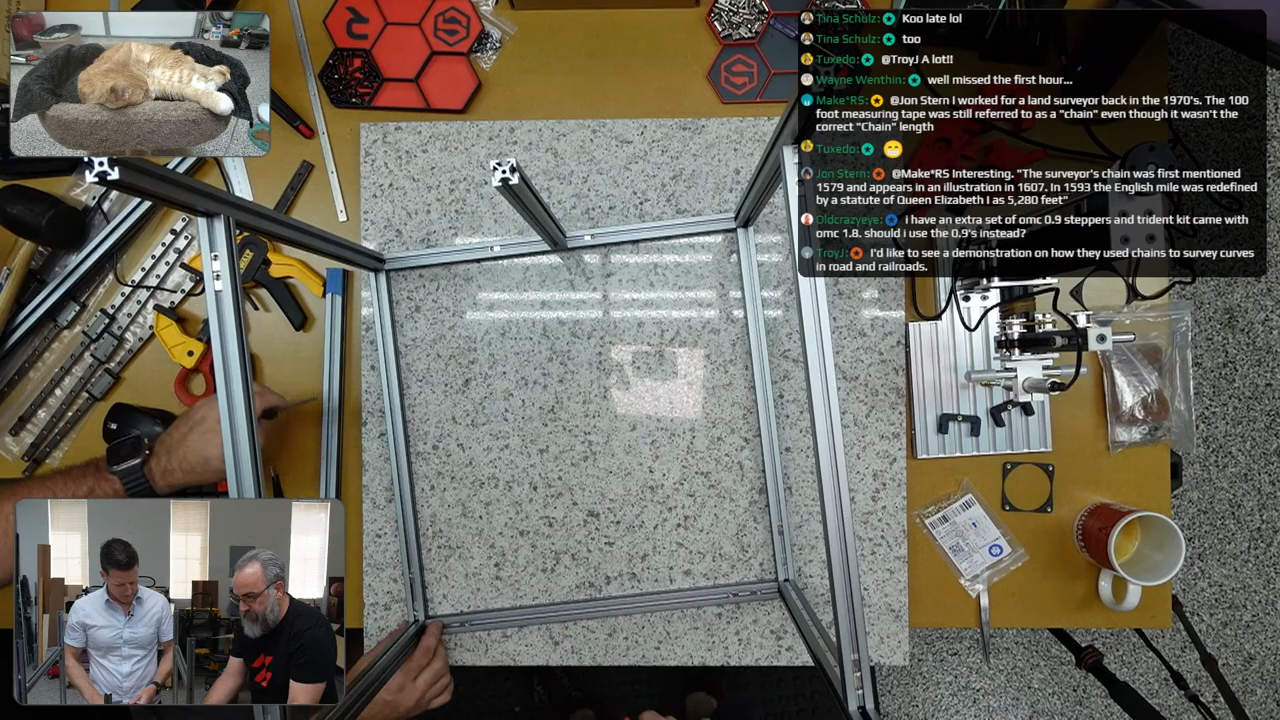 Tina Schulz: Koo late lol
Tina Schulz: too
Tuxedo: @TroyJ A lot!!
Wayne Wenthin: well missed the first hour...
Make*RS: @Jon Stern I worked for a land surveyor back in the 1970's. The 100
foot measuring tape was still referred to as a "chain" even though it wasn't the
correct "Chain" length
Tuxedo:
Jon Stern: @Make*RS Interesting. "The surveyor's chain was first mentioned
1579 and appears in an illustration in 1607. In 1593 the English mile was redefined
by a statute of Queen Elizabeth I as 5,280 feet"
Oldcrazyeye: i have an extra set of omc 0.9 steppers and trident kit came with
omc 1.8. should i use the 0.9's instead?
TroyJ: I'd like to see a demonstration on how they used chains to survey curves
in road and railroads.